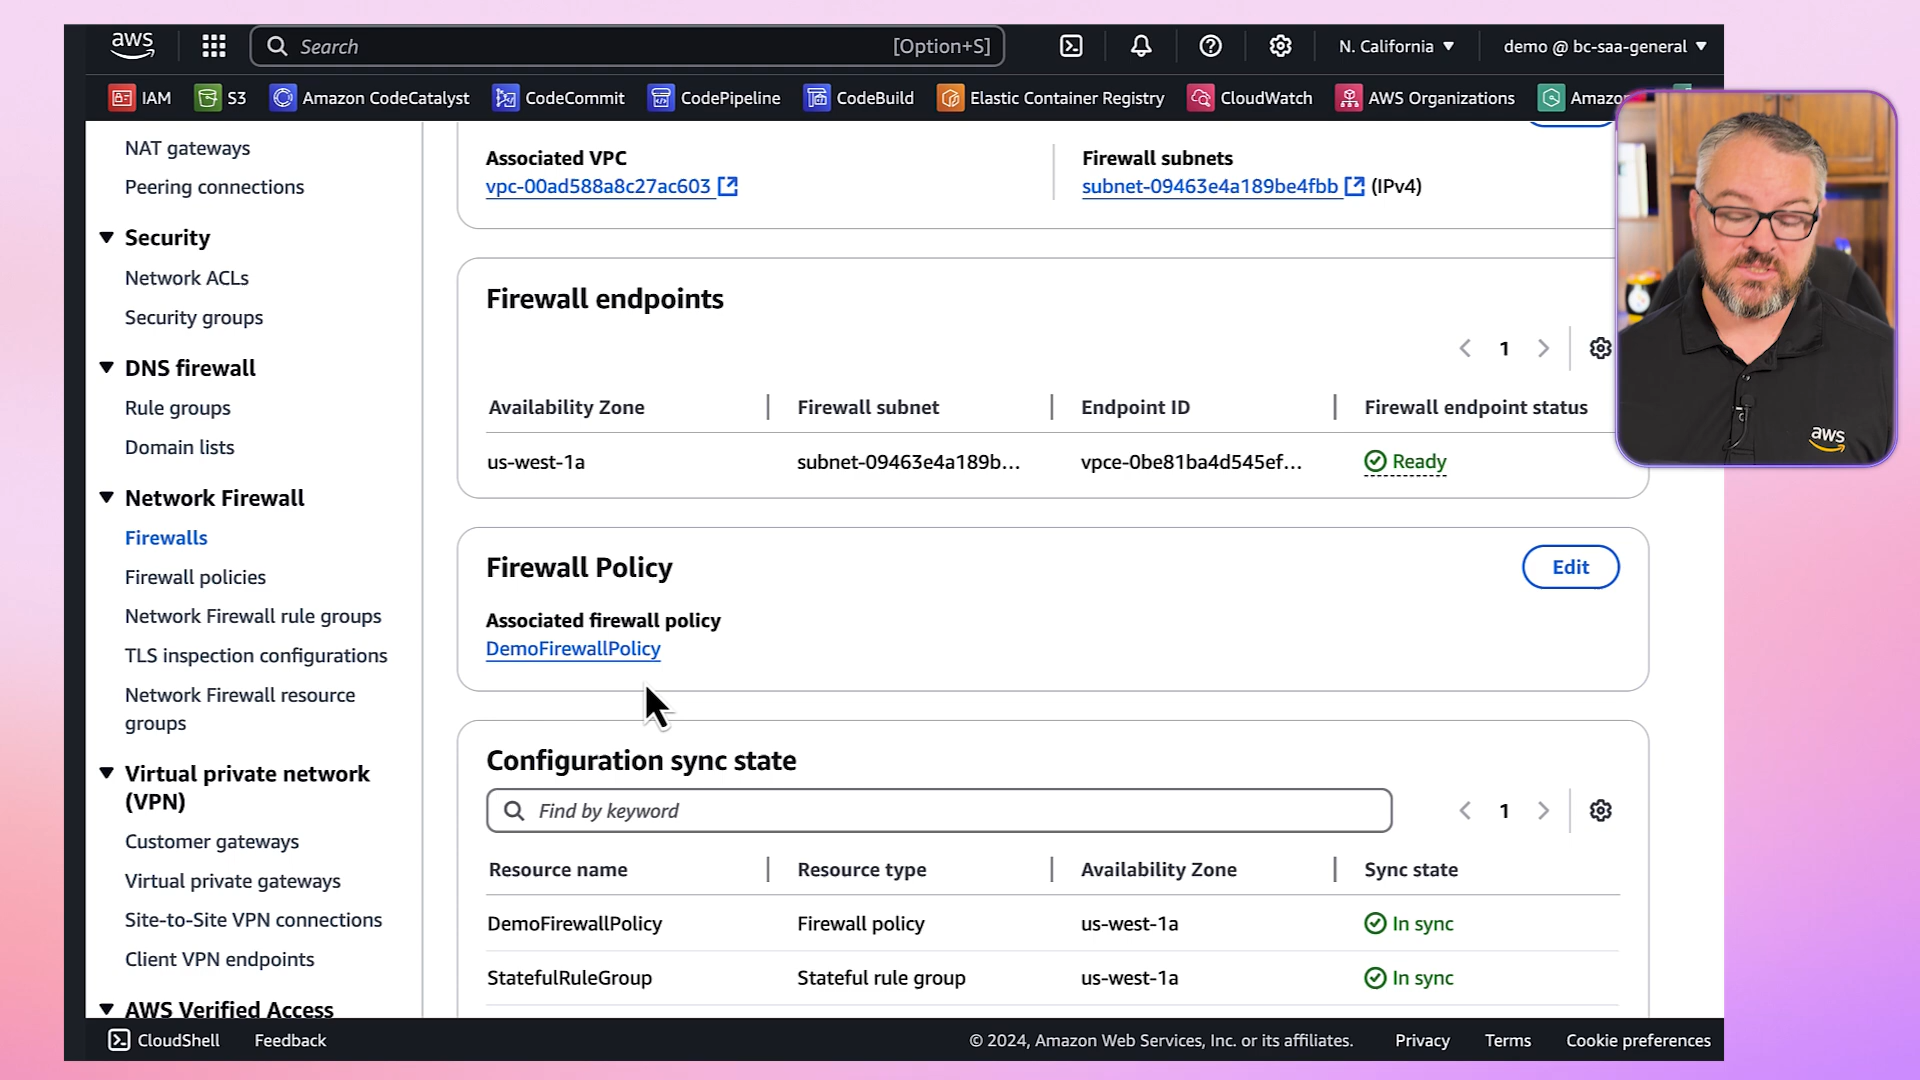 aws
Search
[Option+S]
N. California
demo @ bc-saa-general
IAM
S3
Amazon CodeCatalyst
CodeCommit
CodePipeline
CodeBuild
Elastic Container Registry
CloudWatch
AWS Organizations
NAT gateways
Peering connections
Security
Network ACLs
Security groups
DNS firewall
Rule groups
Domain lists
Network Firewall
Firewalls
Firewall policies
Network Firewall rule groups
TLS inspection configurations
Network Firewall resource
groups
Virtual private network
(VPN)
Customer gateways
Virtual private gateways
Site-to-Site VPN connections
Client VPN endpoints
AWS Verified Access
Associated VPC
vpc-00ad588a8c27ac603
Firewall subnets
subnet-09463e4a189be4fbb (IPv4)
Firewall endpoints
1
Availability Zone
Firewall subnet
Endpoint ID
Firewall endpoint status
us-west-1a
subnet-09463e4a189b...
vpce-0be81ba4d545ef...
Ready
Firewall Policy
Edit
Associated firewall policy
DemoFirewallPolicy
Configuration sync state
Find by keyword
1
Resource name
Resource type
Availability Zone
Sync state
DemoFirewallPolicy
Firewall policy
us-west-1a
In sync
StatefulRuleGroup
Stateful rule group
us-west-1a
In sync
aws
CloudShell
Feedback
© 2024, Amazon Web Services, Inc. or its affiliates.
Privacy
Terms
Cookie preferences